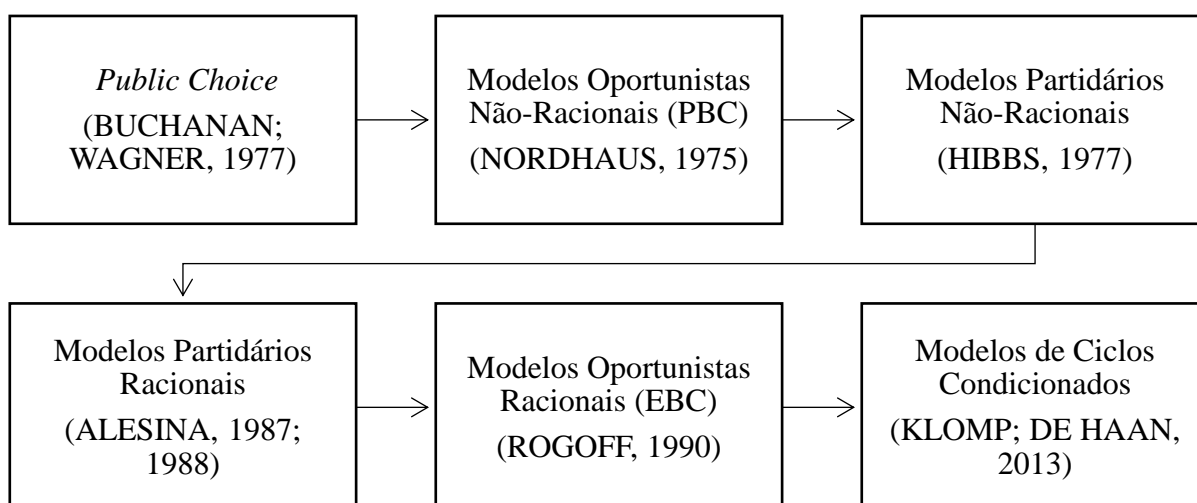 Public Choice
(BUCHANAN;
WAGNER, 1977)
Modelos Oportunistas
Não-Racionais (PBC)
(NORDHAUS, 1975)
Modelos Partidários
Não-Racionais
(HIBBS, 1977)
Modelos Partidários
Racionais
(ALESINA, 1987;
1988)
Modelos Oportunistas
Racionais (EBC)
(ROGOFF, 1990)
Modelos de Ciclos
Condicionados
(KLOMP; DE HAAN,
2013)